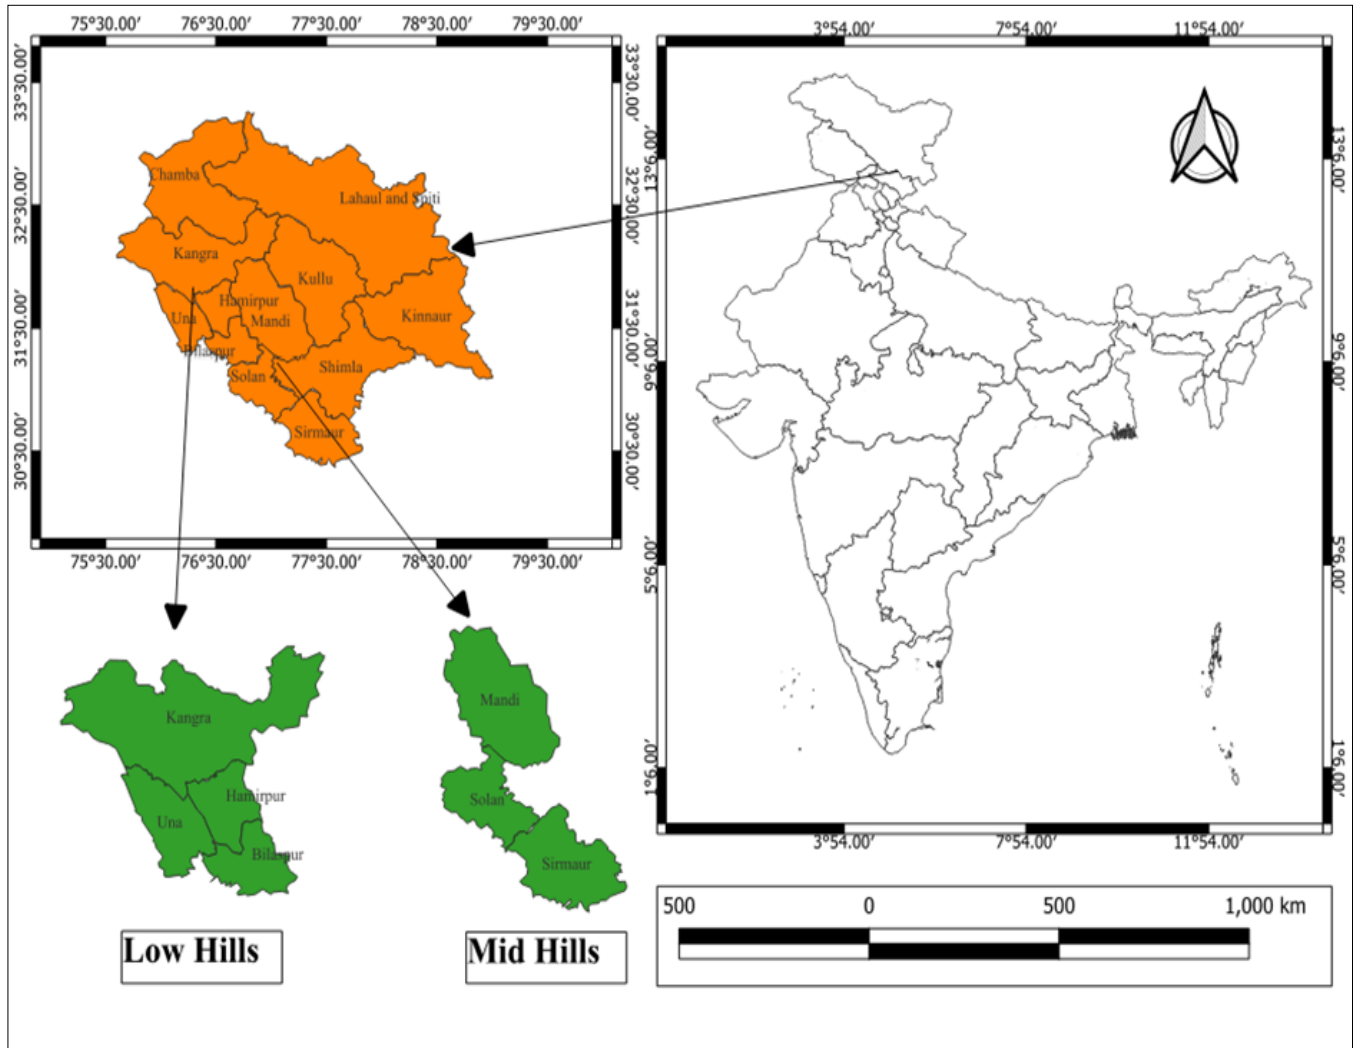 75°30.00' 76°30.00' 77°30.00' 78°30.00' 79°30.00'
33°30.00' 32°30.00' 31°30.00' 30°30.00'
33°30.00' 32°30.00' 31°30.00' 30°30.00'
Chamba
Lahaul and Spiti
Kangra
Kullu
Hamirpur
Una
Mandi
Kinnaur
Bilaspur
Shimla
Solan
Sirmaur
75°30.00' 76°30.00' 77°30.00' 78°30.00' 79°30.00'
3°54.00' 7°54.00' 11°54.00'
13°6.00' 9°6.00' 5°6.00' 1°6.00'
13°6.00' 9°6.00' 5°6.00' 1°6.00'
3°54.00' 7°54.00' 11°54.00'
Kangra
Hamirpur
Una
Bilaspur
Low Hills
Mandi
Solan
Sirmaur
Mid Hills
500 0 500 1,000 km